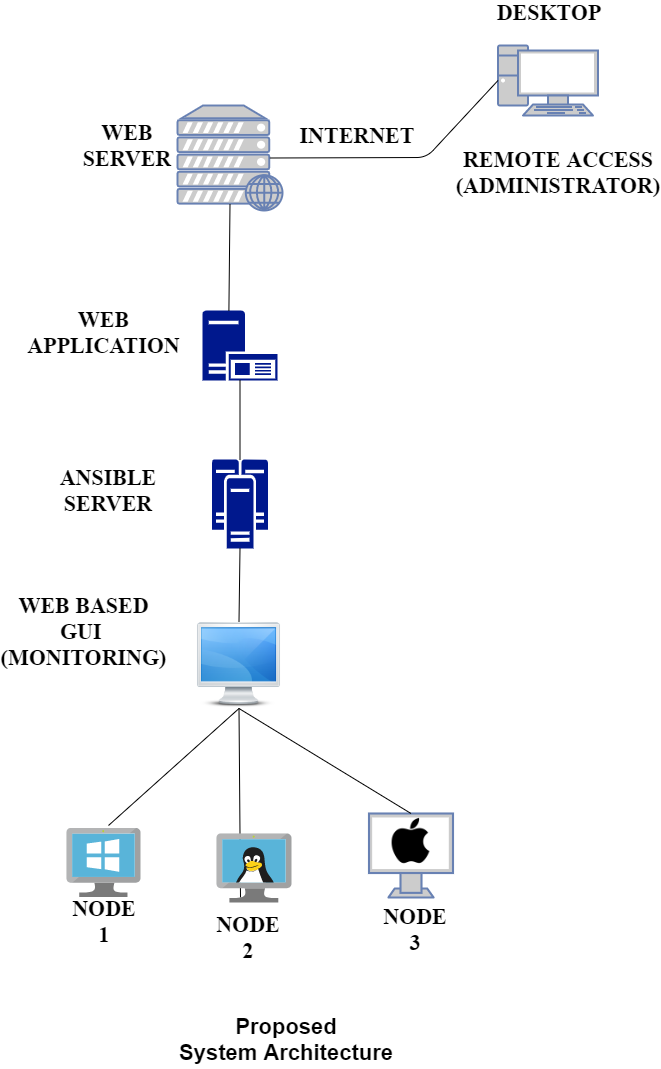 DESKTOP
WEB
SERVER
INTERNET
REMOTE ACCESS
(ADMINISTRATOR)
WEB
APPLICATION
ANSIBLE
SERVER
WEB BASED
GUI
(MONITORING)
NODE
1
NODE
2
NODE
3
Proposed
System Architecture